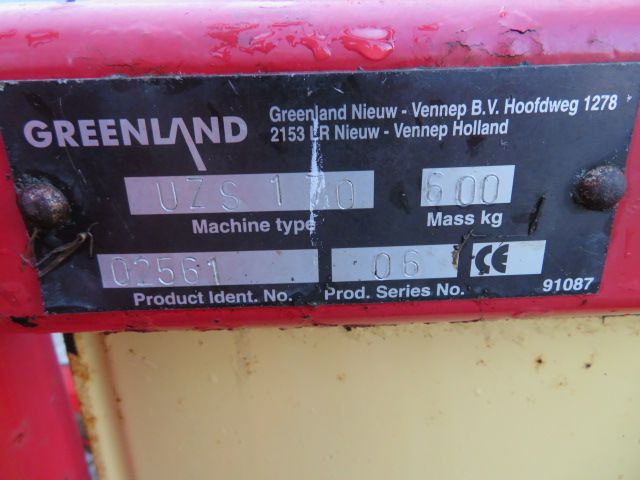 GREENLAND
Greenland Nieuw - Vennep B.V. Hoofdweg 1278
2153 LR Nieuw - Vennep Holland
UZS 170 600
Machine type Mass kg
02561 06 CE
Product Ident. No. Prod. Series No. 91087